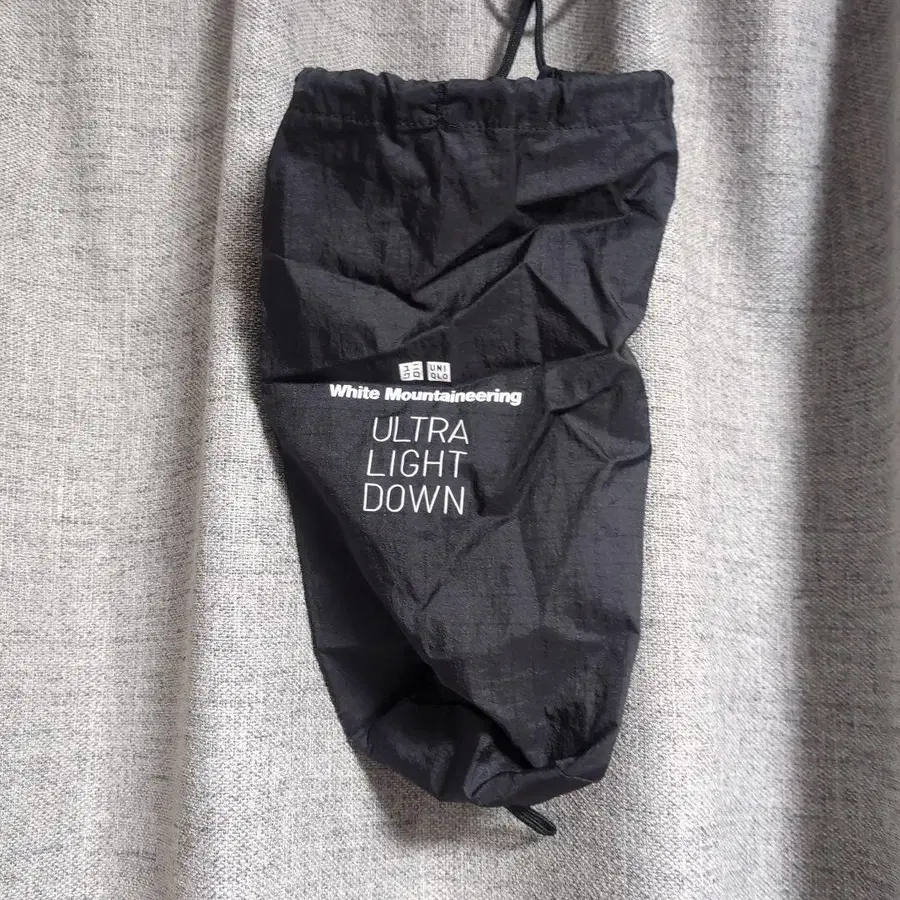 ユニクロ UNIQLO
White Mountaineering
ULTRA
LIGHT
DOWN